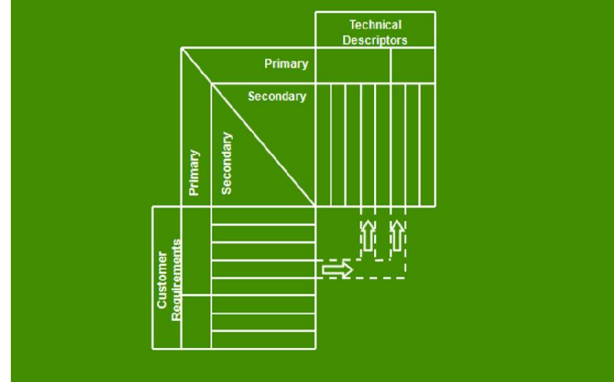 Technical
Descriptors
Primary
Secondary
Primary
Secondary
Customer
Requirements